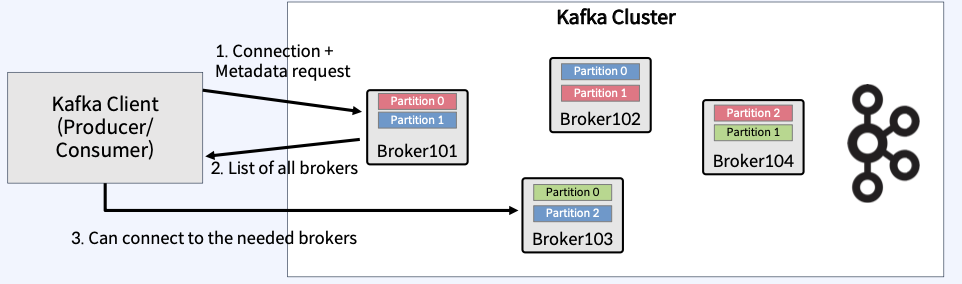 Kafka Cluster
1. Connection +
Metadata request
Kafka Client
(Producer/
Consumer)
Partition 0
Partition 1
Broker101
Partition 0
Partition 1
Broker102
Partition 2
Partition 1
Broker104
2. List of all brokers
Partition 0
Partition 2
Broker103
3. Can connect to the needed brokers